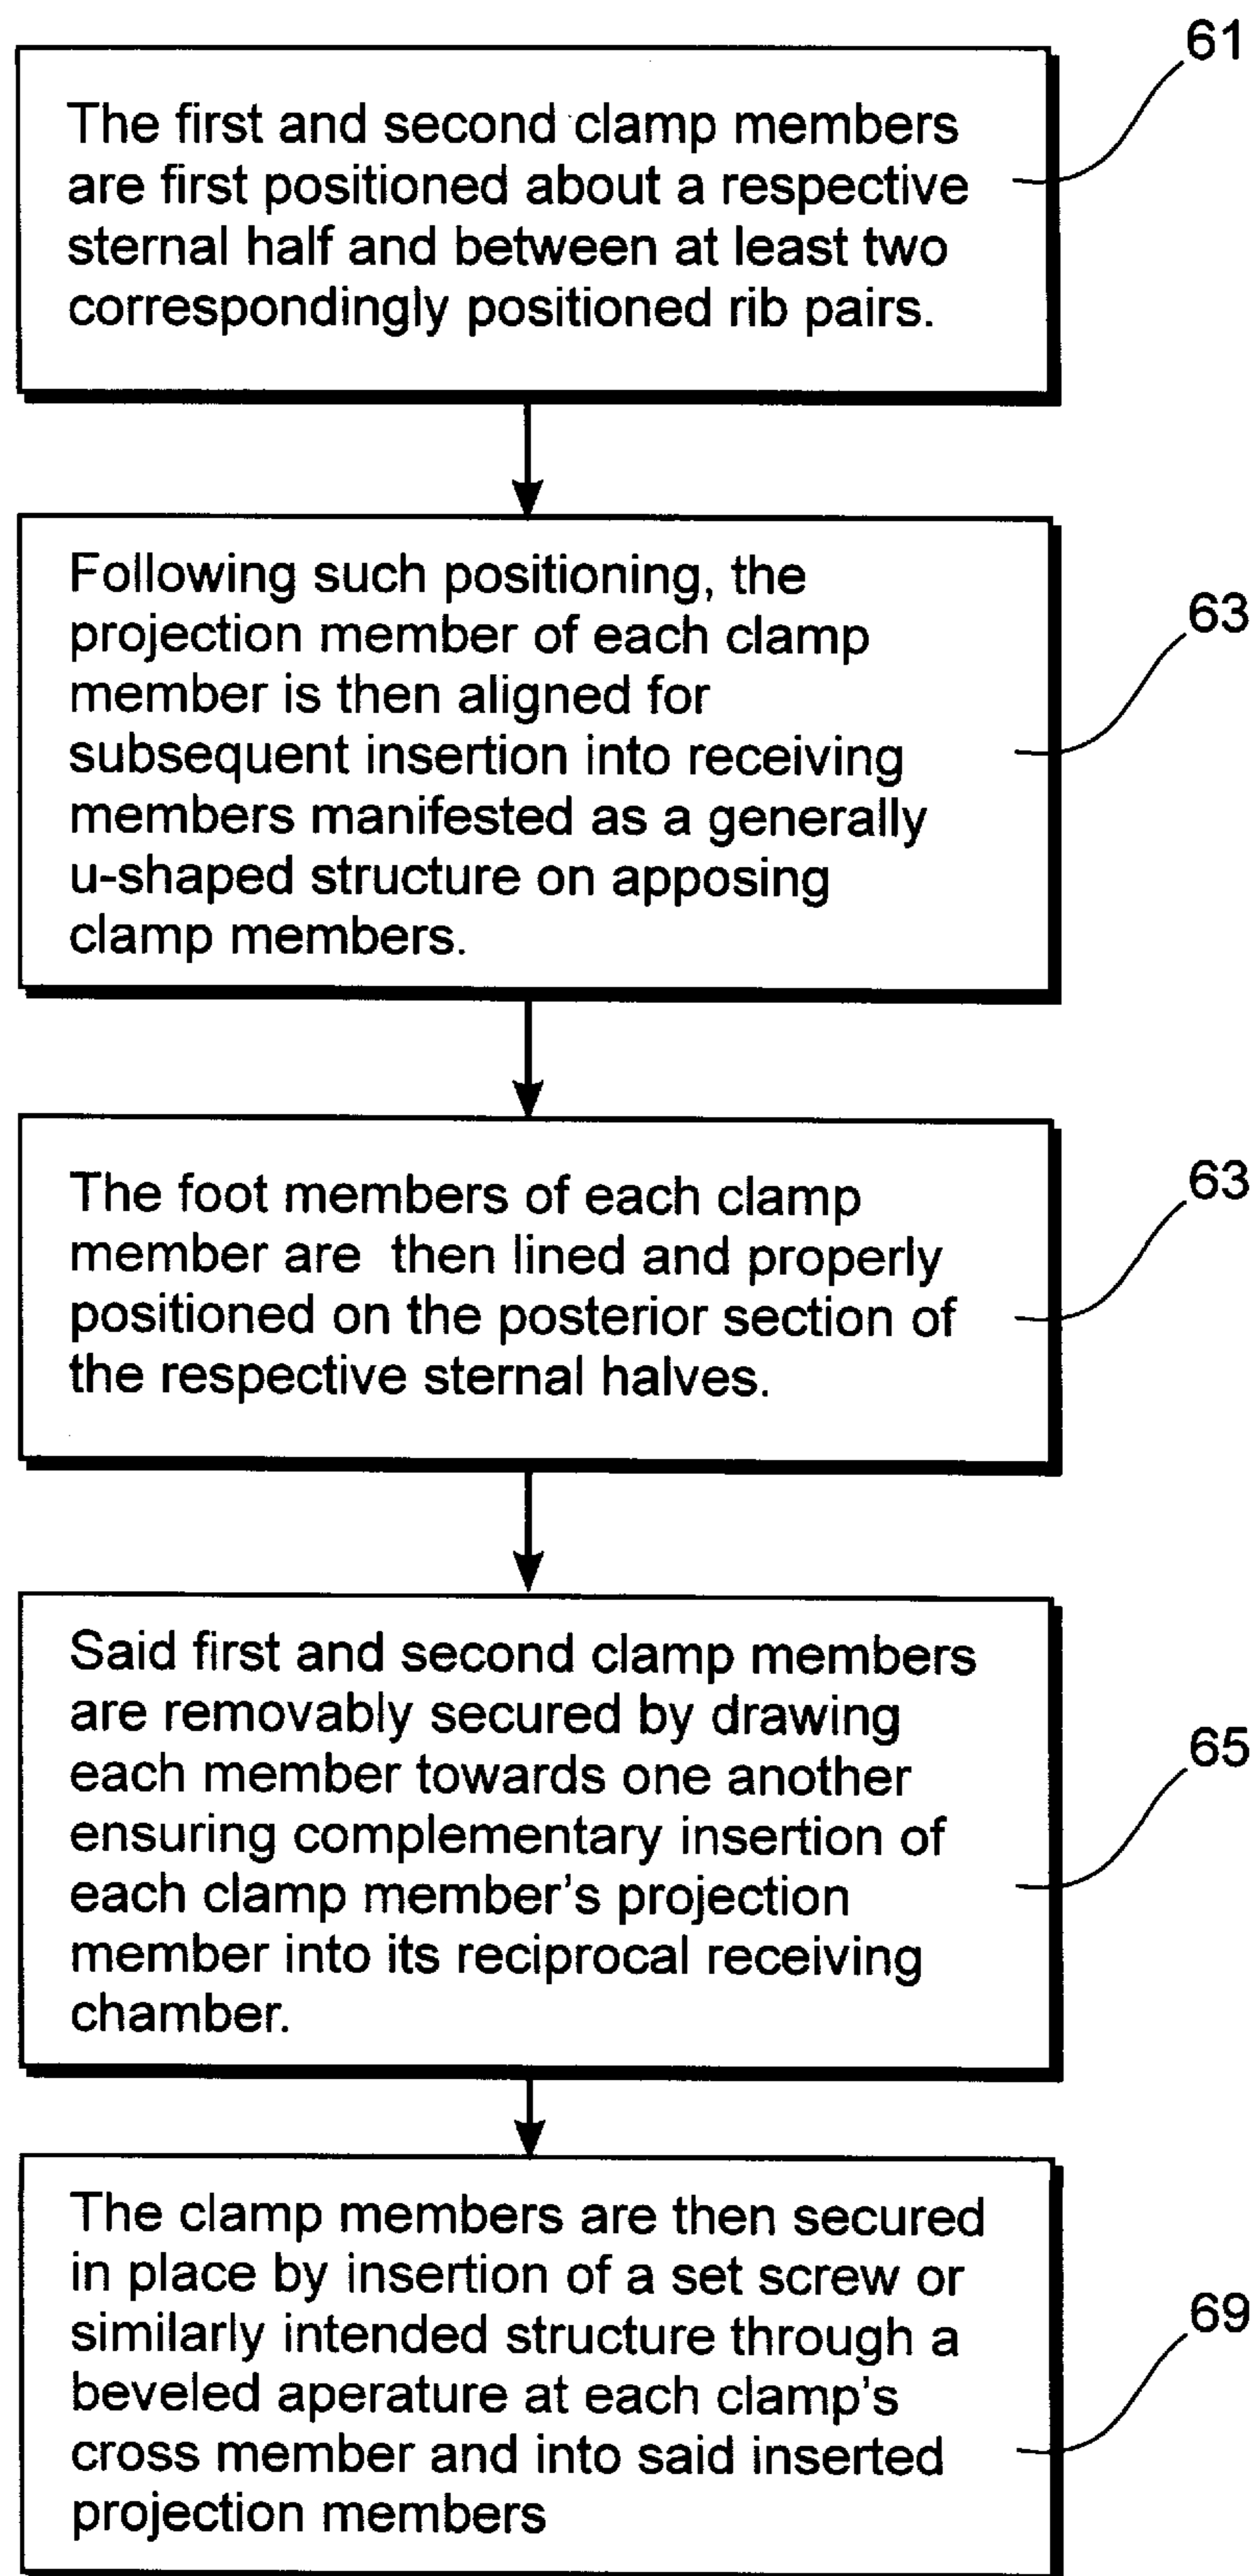 61
The first and second clamp members
are first positioned about a respective
sternal half and between at least two
correspondingly positioned rib pairs.
63
Following such positioning, the
projection member of each clamp
member is then aligned for
subsequent insertion into receiving
members manifested as a generally
u-shaped structure on apposing
clamp members.
63
The foot members of each clamp
member are then lined and properly
positioned on the posterior section of
the respective sternal halves.
65
Said first and second clamp members
are removably secured by drawing
each member towards one another
ensuring complementary insertion of
each clamp member's projection
member into its reciprocal receiving
chamber.
69
The clamp members are then secured
in place by insertion of a set screw or
similarly intended structure through a
beveled aperature at each clamp's
cross member and into said inserted
projection members